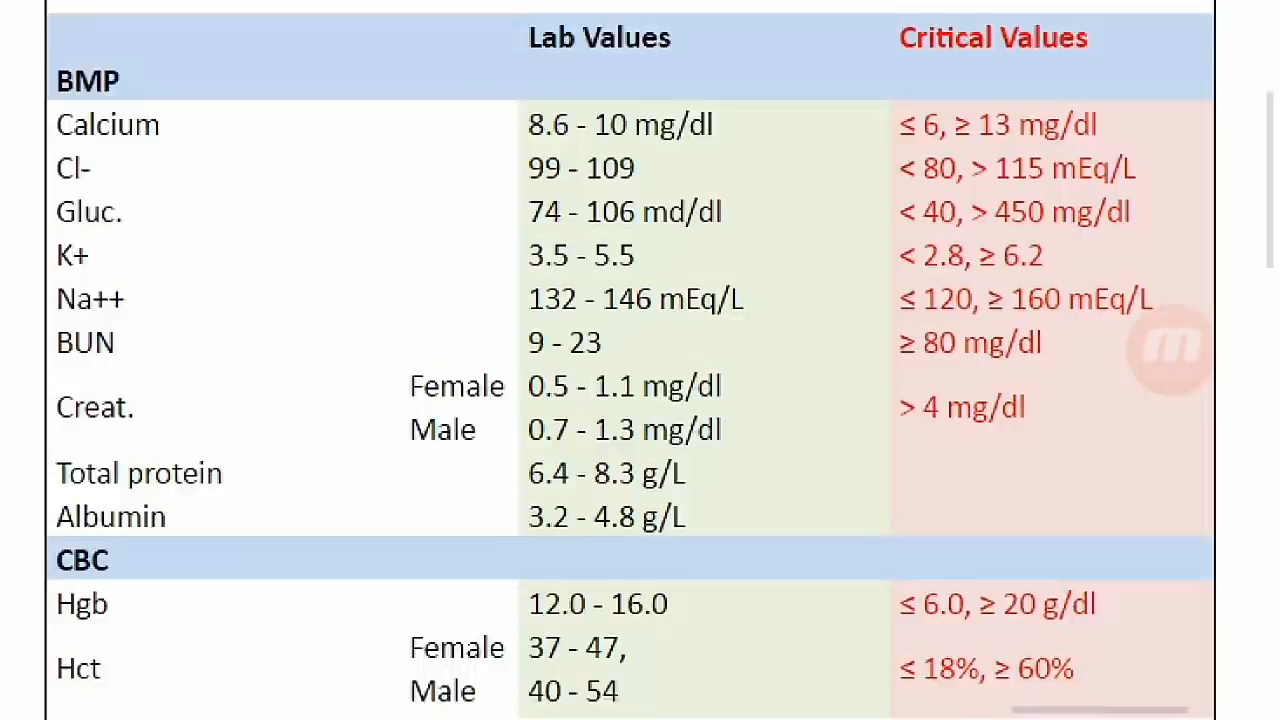 Lab Values Critical Values
BMP
Calcium 8.6 - 10 mg/dl ≤ 6, ≥ 13 mg/dl
Cl- 99 - 109 < 80, > 115 mEq/L
Gluc. 74 - 106 md/dl < 40, > 450 mg/dl
K+ 3.5 - 5.5 < 2.8, ≥ 6.2
Na++ 132 - 146 mEq/L ≤ 120, ≥ 160 mEq/L
BUN 9 - 23 ≥ 80 mg/dl
Creat. Female 0.5 - 1.1 mg/dl > 4 mg/dl
Male 0.7 - 1.3 mg/dl
Total protein 6.4 - 8.3 g/L
Albumin 3.2 - 4.8 g/L
CBC
Hgb 12.0 - 16.0 ≤ 6.0, ≥ 20 g/dl
Hct Female 37 - 47, ≤ 18%, ≥ 60%
Male 40 - 54